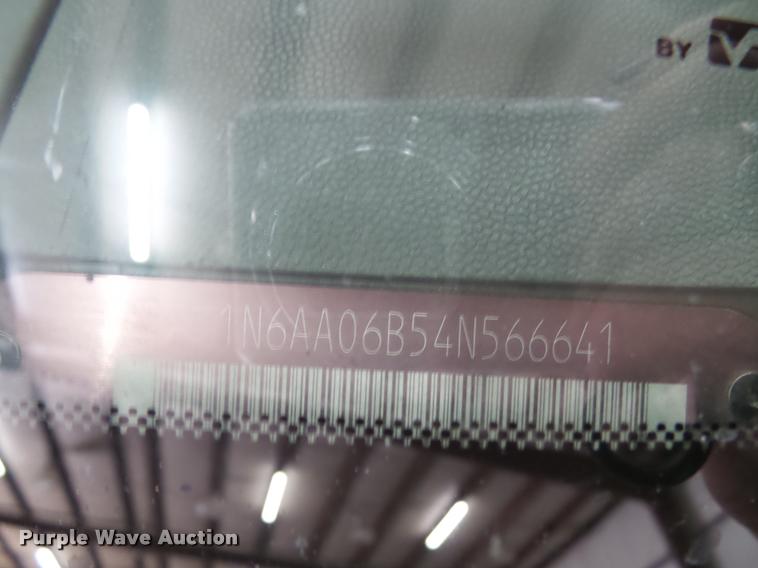 BY V
1N6AA06B54N566641
Purple Wave Auction